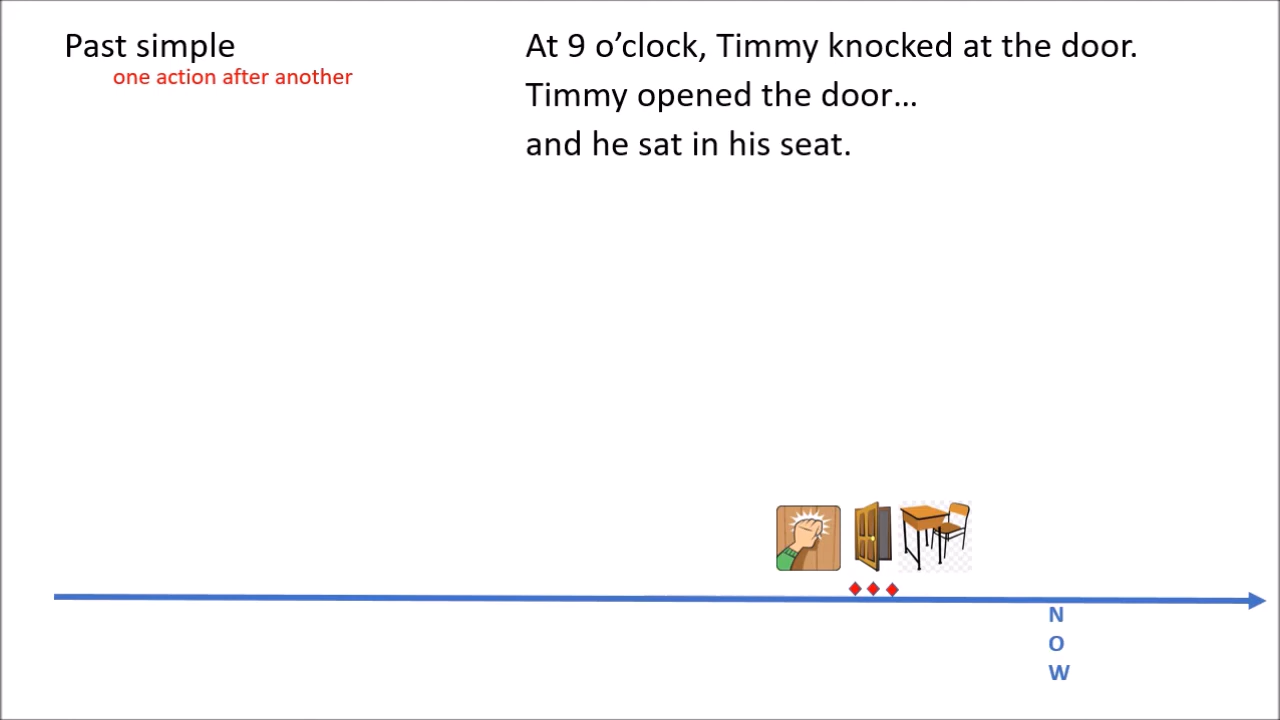 Past simple
one action after another
At 9 o’clock, Timmy knocked at the door.
Timmy opened the door…
and he sat in his seat.
N
O
W